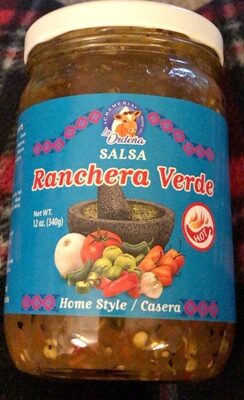 CREMERIA
La Ordeña
SALSA
Ranchera Verde
Net WT.
12 oz. (340g)
HOT
Home Style / Casera